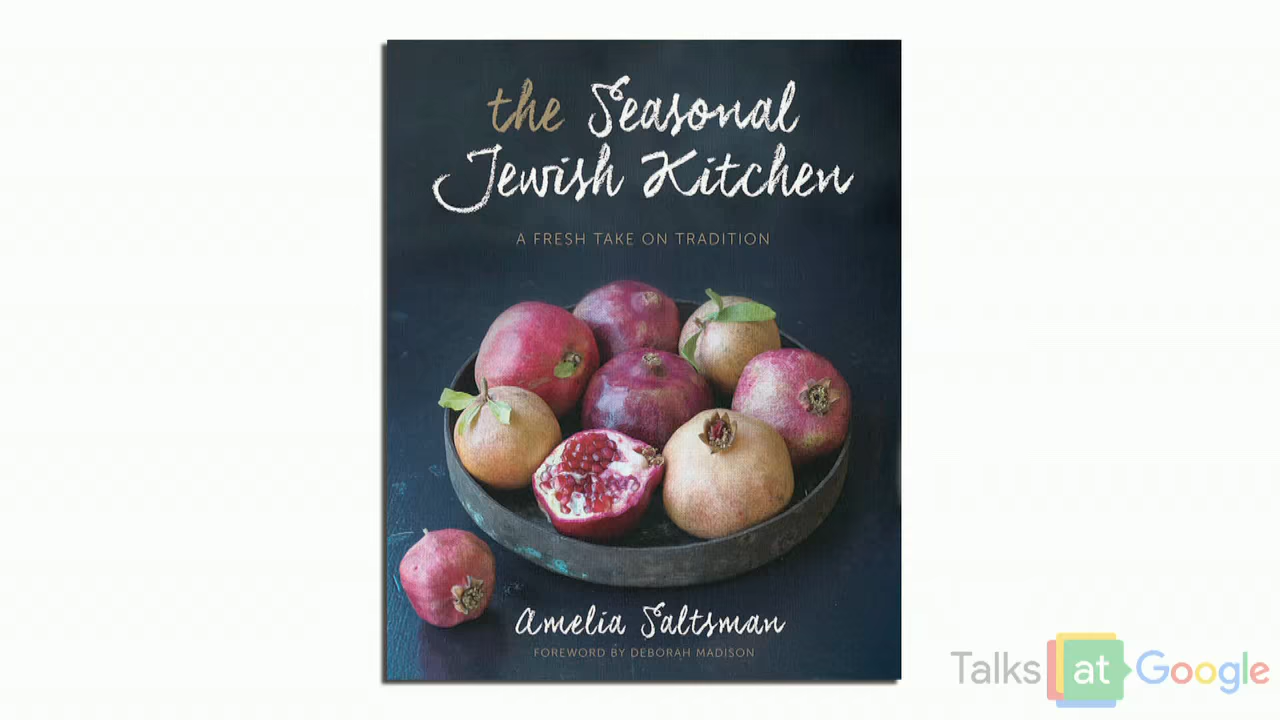 the Seasonal
Jewish Kitchen
A FRESH TAKE ON TRADITION
Amelia Saltsman
FOREWORD BY DEBORAH MADISON
Talks at Google